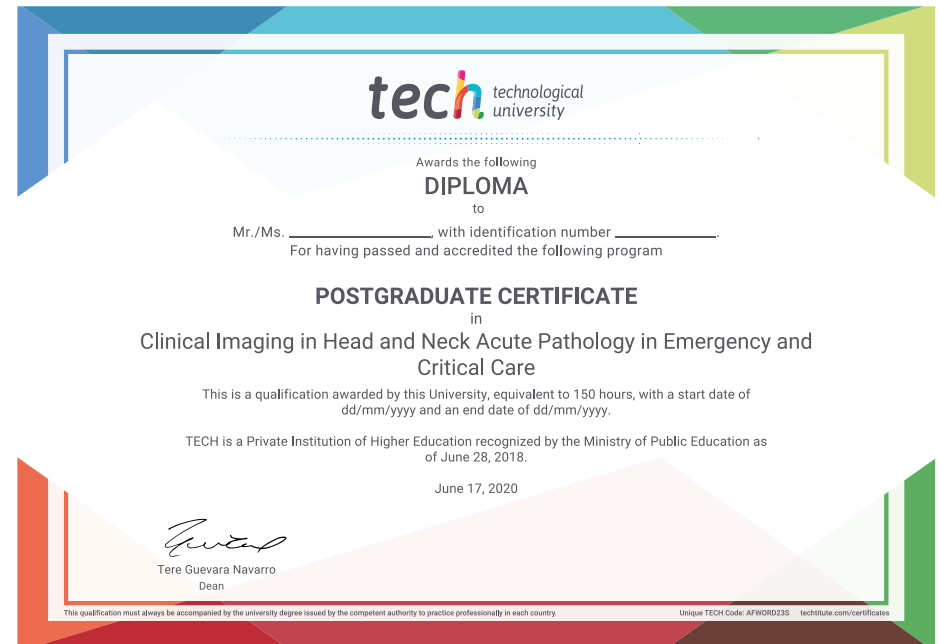 tech technological
university
Awards the following
DIPLOMA
to
Mr./Ms. ____________, with identification number ____________.
For having passed and accredited the following program
POSTGRADUATE CERTIFICATE
in
Clinical Imaging in Head and Neck Acute Pathology in Emergency and
Critical Care
This is a qualification awarded by this University, equivalent to 150 hours, with a start date of
dd/mm/yyyy and an end date of dd/mm/yyyy.
TECH is a Private Institution of Higher Education recognized by the Ministry of Public Education as
of June 28, 2018.
June 17, 2020
Tere Guevara Navarro
Dean
This qualification must always be accompanied by the university degree issued by the competent authority to practice professionally in each country. Unique TECH Code: AFWORD23S techtitute.com/certificates